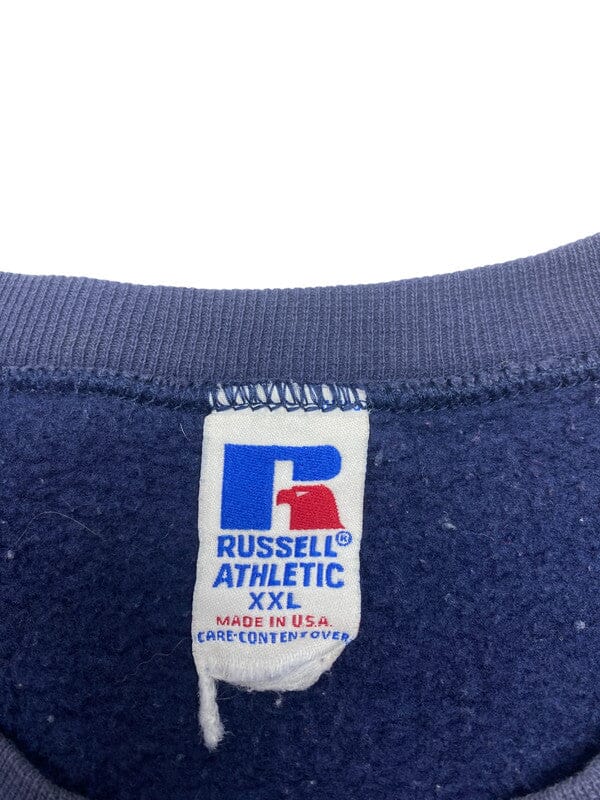 RUSSELL®
ATHLETIC
XXL
MADE IN U.S.A.
CARE-CONTENT OVER